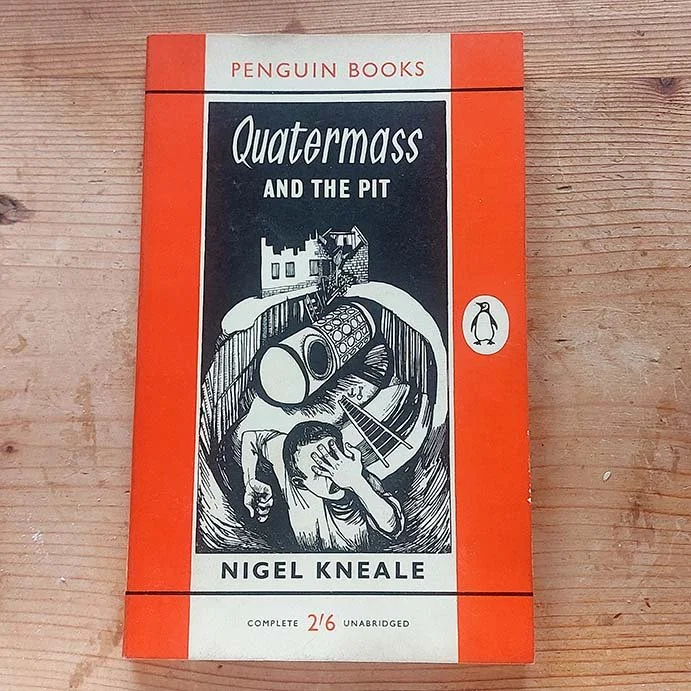 PENGUIN BOOKS
Quatermass
AND THE PIT
NIGEL KNEALE
COMPLETE 2'6 UNABRIDGED